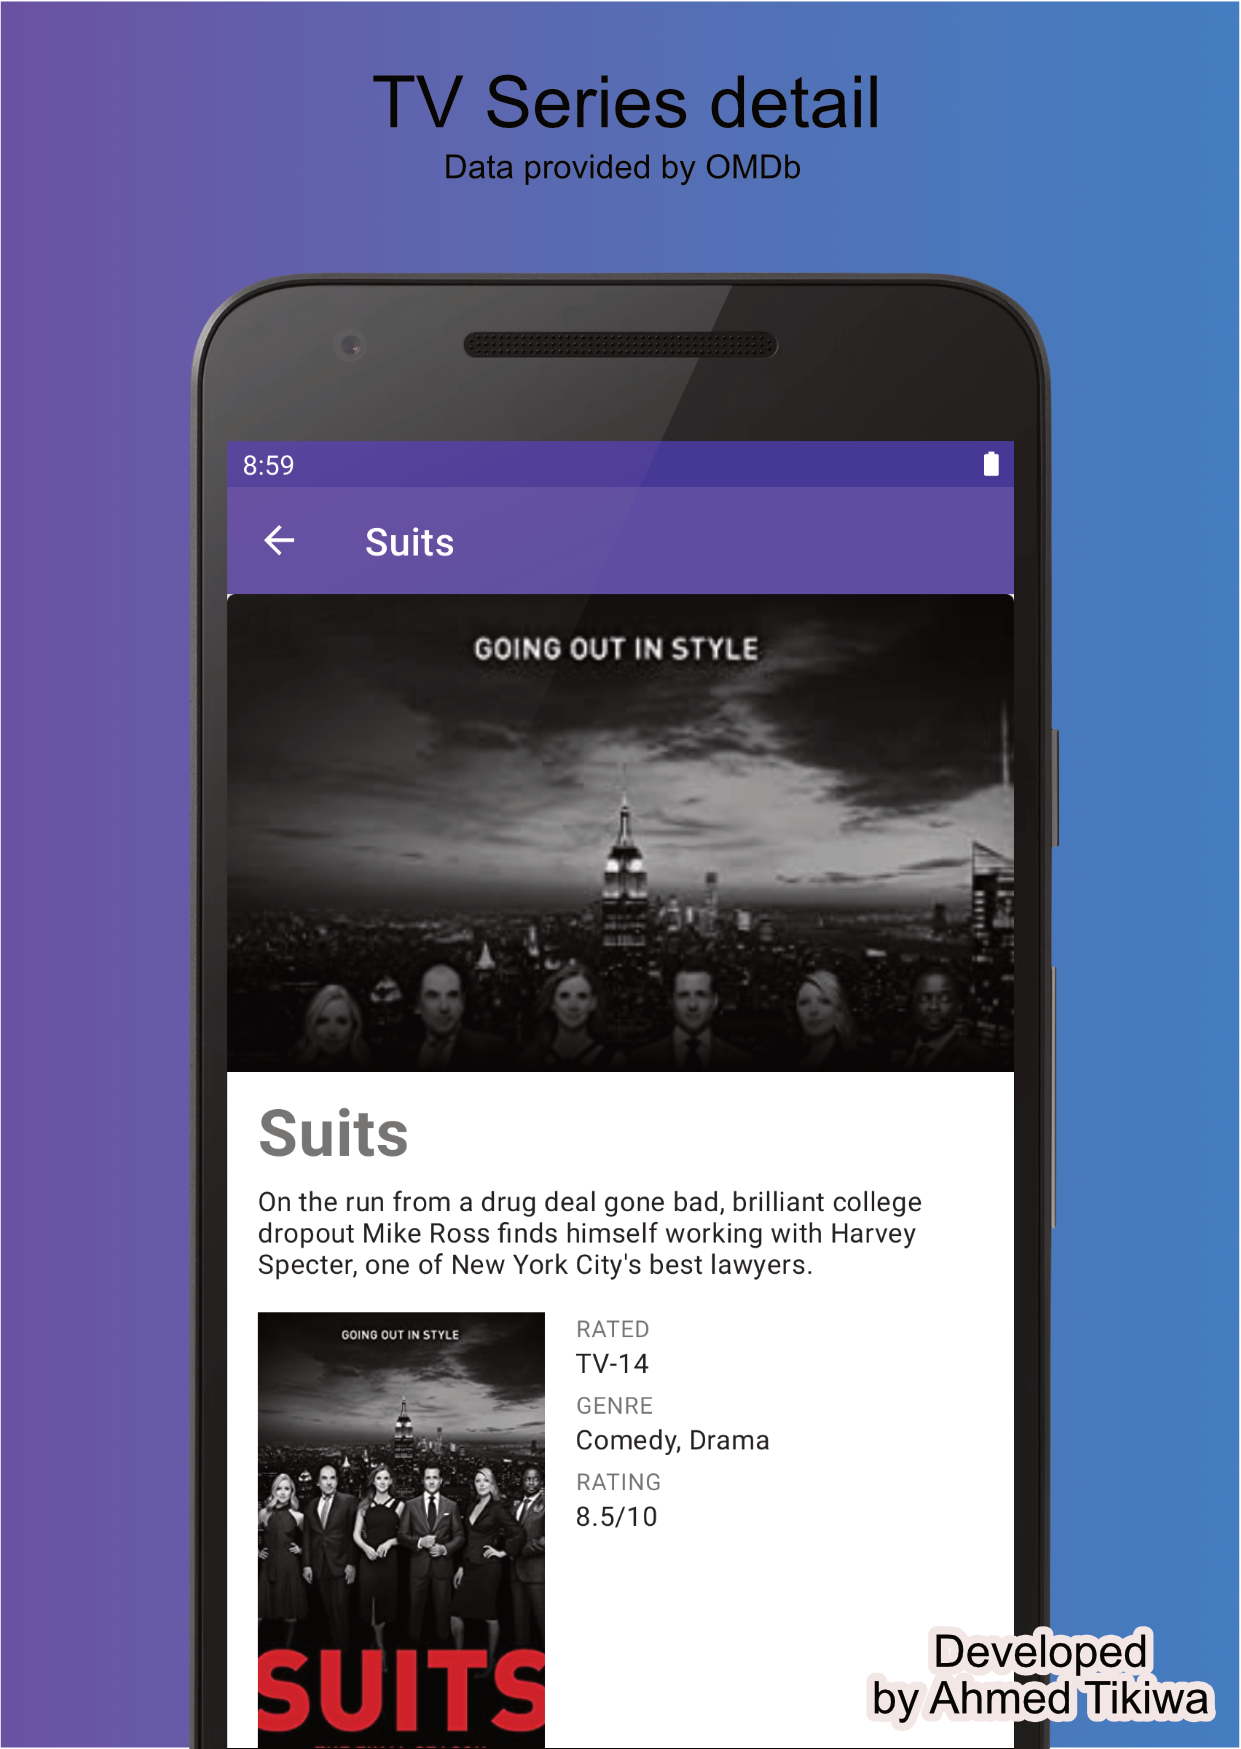 TV Series detail
Data provided by OMDb
8:59
Suits
GOING OUT IN STYLE
Suits
On the run from a drug deal gone bad, brilliant college
dropout Mike Ross finds himself working with Harvey
Specter, one of New York City's best lawyers.
GOING OUT IN STYLE
SUITS
RATED
TV-14
GENRE
Comedy, Drama
RATING
8.5/10
Developed
by Ahmed Tikiwa